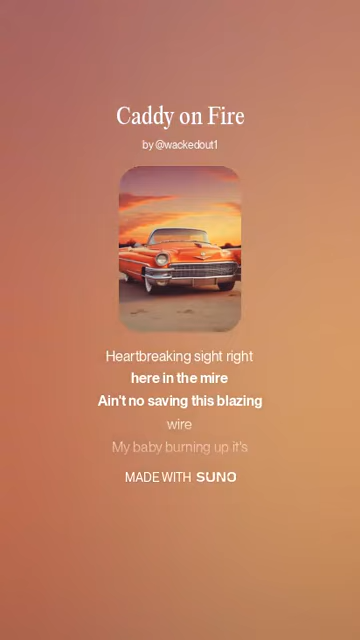 Caddy on Fire
by @wackedout1
Heartbreaking sight right
here in the mire
Ain't no saving this blazing
wire
My baby burning up it's
MADE WITH SUNO